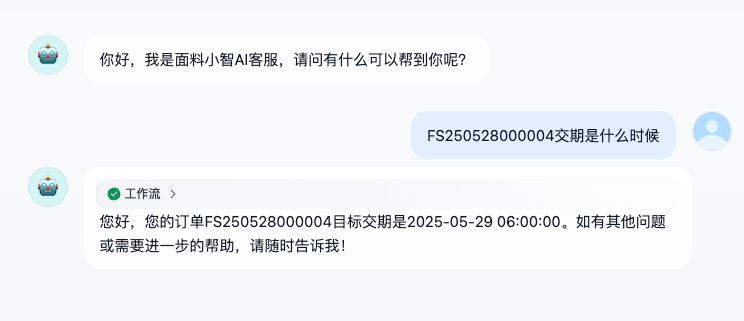 你好，我是面料小智AI客服，请问有什么可以帮到你呢?
FS250528000004交期是什么时候
工作流
您好，您的订单FS250528000004目标交期是2025-05-29 06:00:00。如有其他问题
或需要进一步的帮助，请随时告诉我！